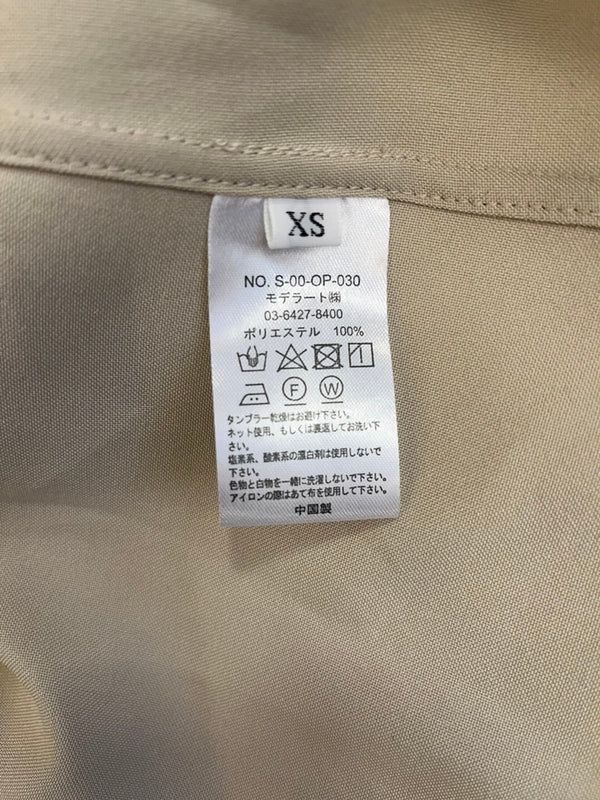 XS
NO. S-00-OP-030
モデラート㈱
03-6427-8400
ポリエステル 100%
F
W
タンブラー乾燥はお避け下さい。
ネット使用、もしくは裏返してお洗い下さい。
塩素系、酸素系の漂白剤は使用しないで
下さい。
色物と白物を一緒に洗濯しないで下さい。
アイロンの際はあて布を使用して下さい。
中国製